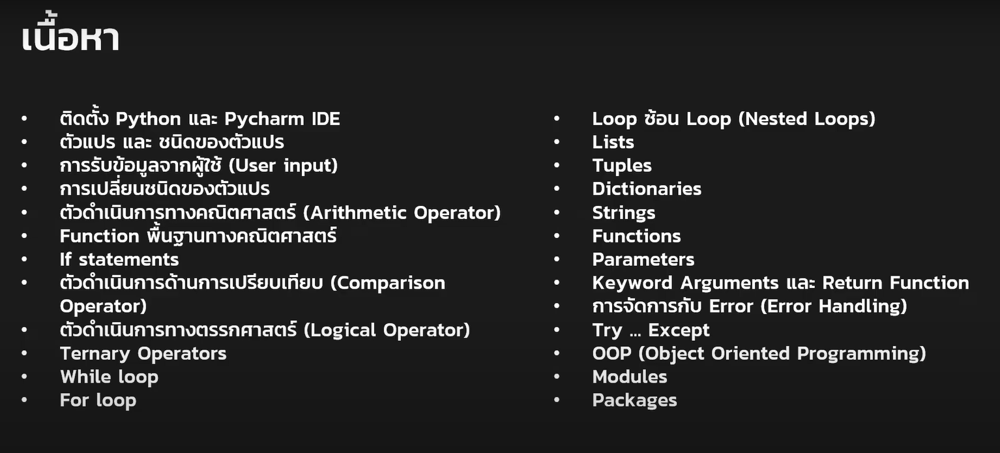 เนื้อหา
• ติดตั้ง Python และ Pycharm IDE
• ตัวแปร และ ชนิดของตัวแปร
• การรับข้อมูลจากผู้ใช้ (User input)
• การเปลี่ยนชนิดของตัวแปร
• ตัวดำเนินการทางคณิตศาสตร์ (Arithmetic Operator)
• Function พื้นฐานทางคณิตศาสตร์
• If statements
• ตัวดำเนินการด้านการเปรียบเทียบ (Comparison
Operator)
• ตัวดำเนินการทางตรรกศาสตร์ (Logical Operator)
• Ternary Operators
• While loop
• For loop
• Loop ซ้อน Loop (Nested Loops)
• Lists
• Tuples
• Dictionaries
• Strings
• Functions
• Parameters
• Keyword Arguments และ Return Function
• การจัดการกับ Error (Error Handling)
• Try ... Except
• OOP (Object Oriented Programming)
• Modules
• Packages